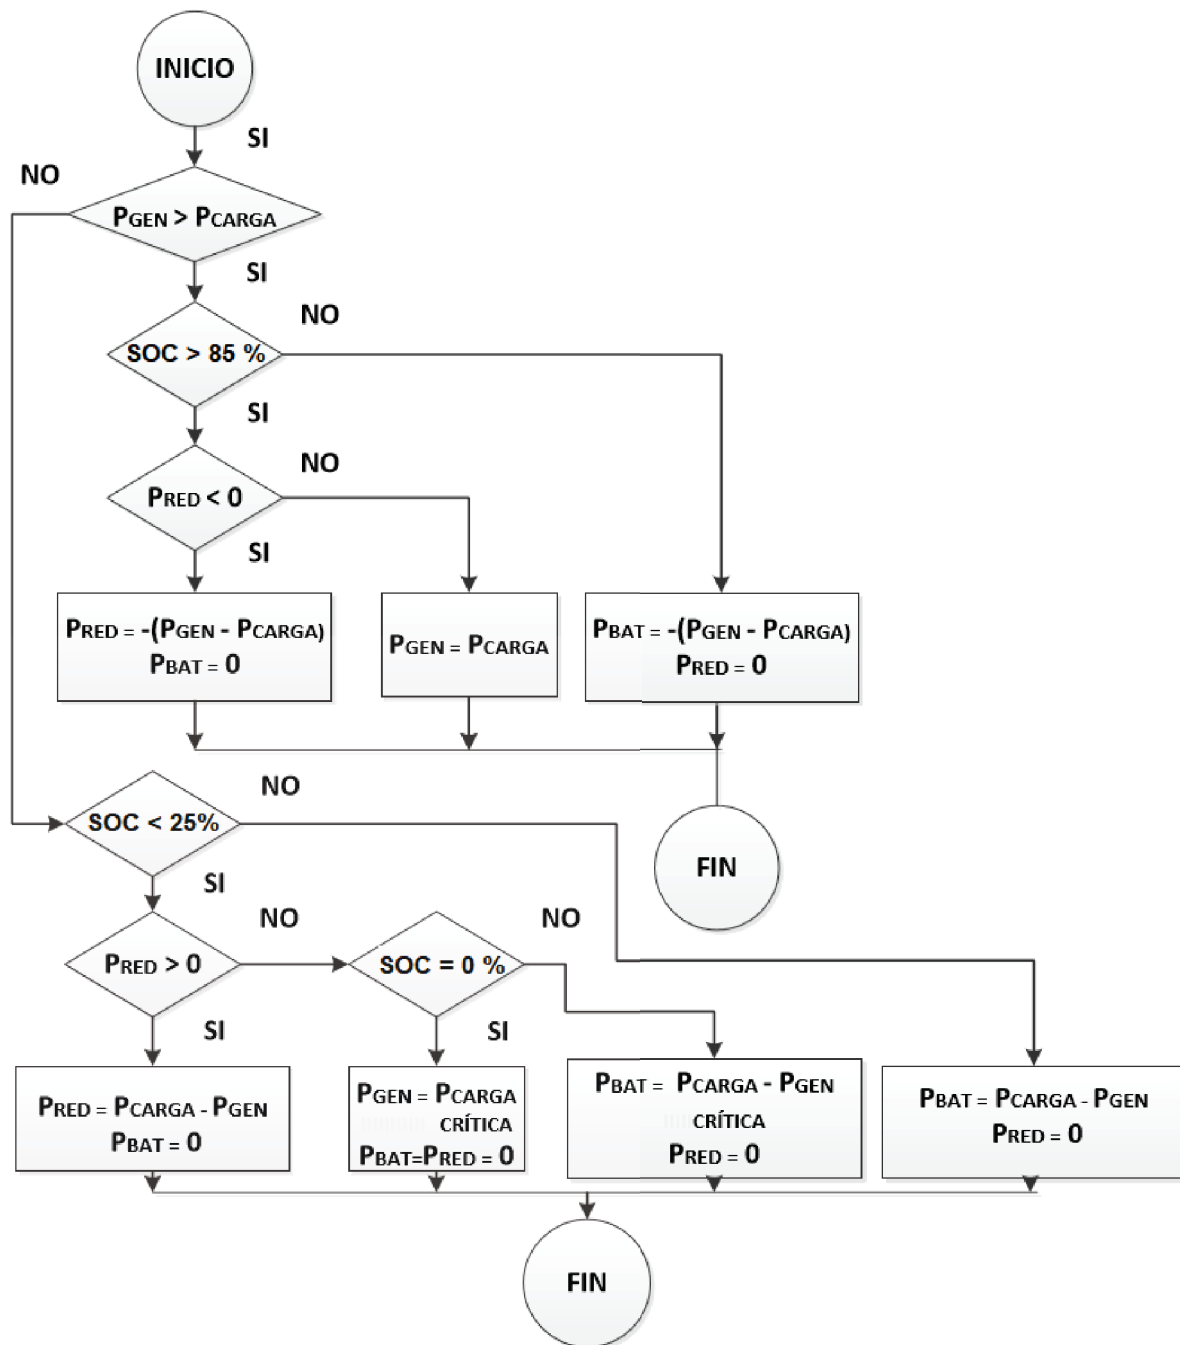 INICIO
SI
NO
PGEN > PCARGA
SI
NO
SOC > 85 %
SI
NO
PRED < 0
SI
PRED = -(PGEN - PCARGA)
PBAT = 0
PGEN = PCARGA
PBAT = -(PGEN - PCARGA)
PRED = 0
NO
SOC < 25%
FIN
SI
NO
NO
PRED > 0
SOC = 0 %
SI
SI
PRED = PCARGA - PGEN
PBAT = 0
PGEN = PCARGA
CRÍTICA
PBAT=PRED = 0
PBAT = PCARGA - PGEN
CRÍTICA
PRED = 0
PBAT = PCARGA - PGEN
PRED = 0
FIN